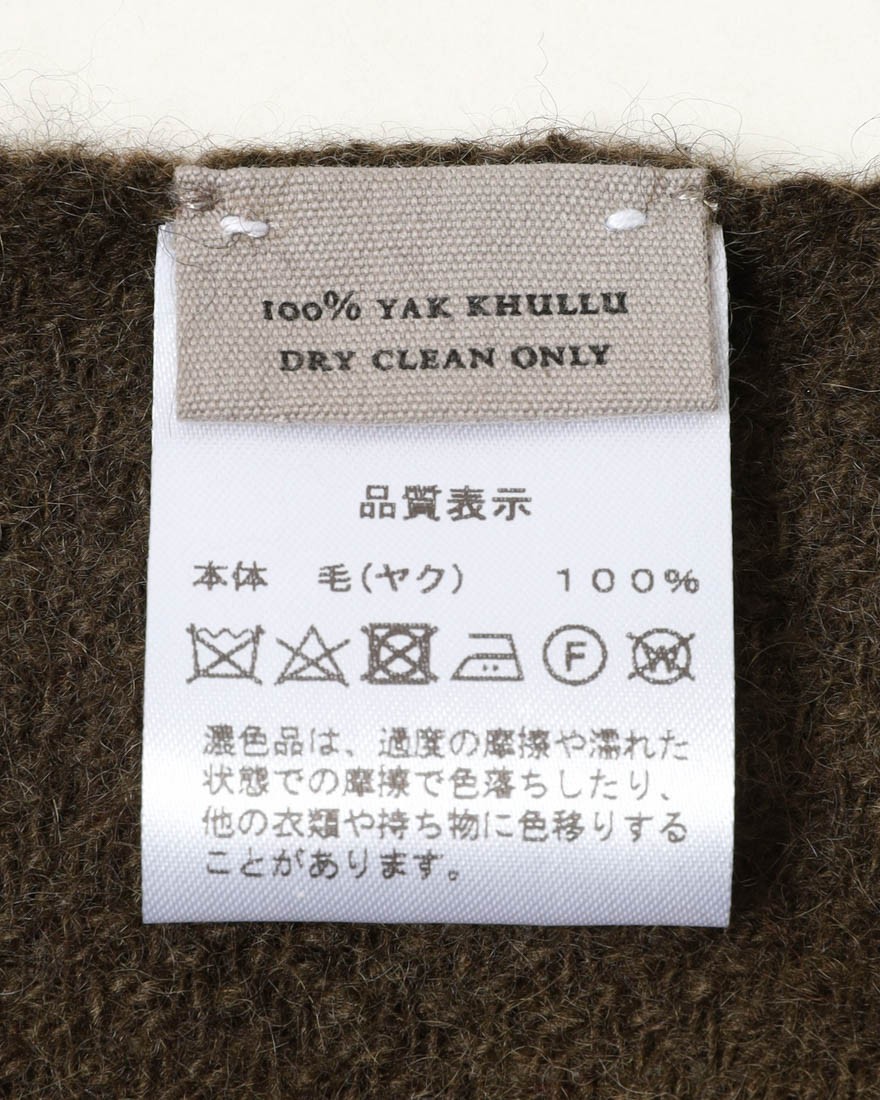 100% YAK KHULLU
DRY CLEAN ONLY
品質表示
本体 毛(ヤク) 100%
F W
濃色品は、過度の摩擦や濡れた
状態での摩擦で色落ちしたり、
他の衣類や持ち物に色移りする
ことがあります。